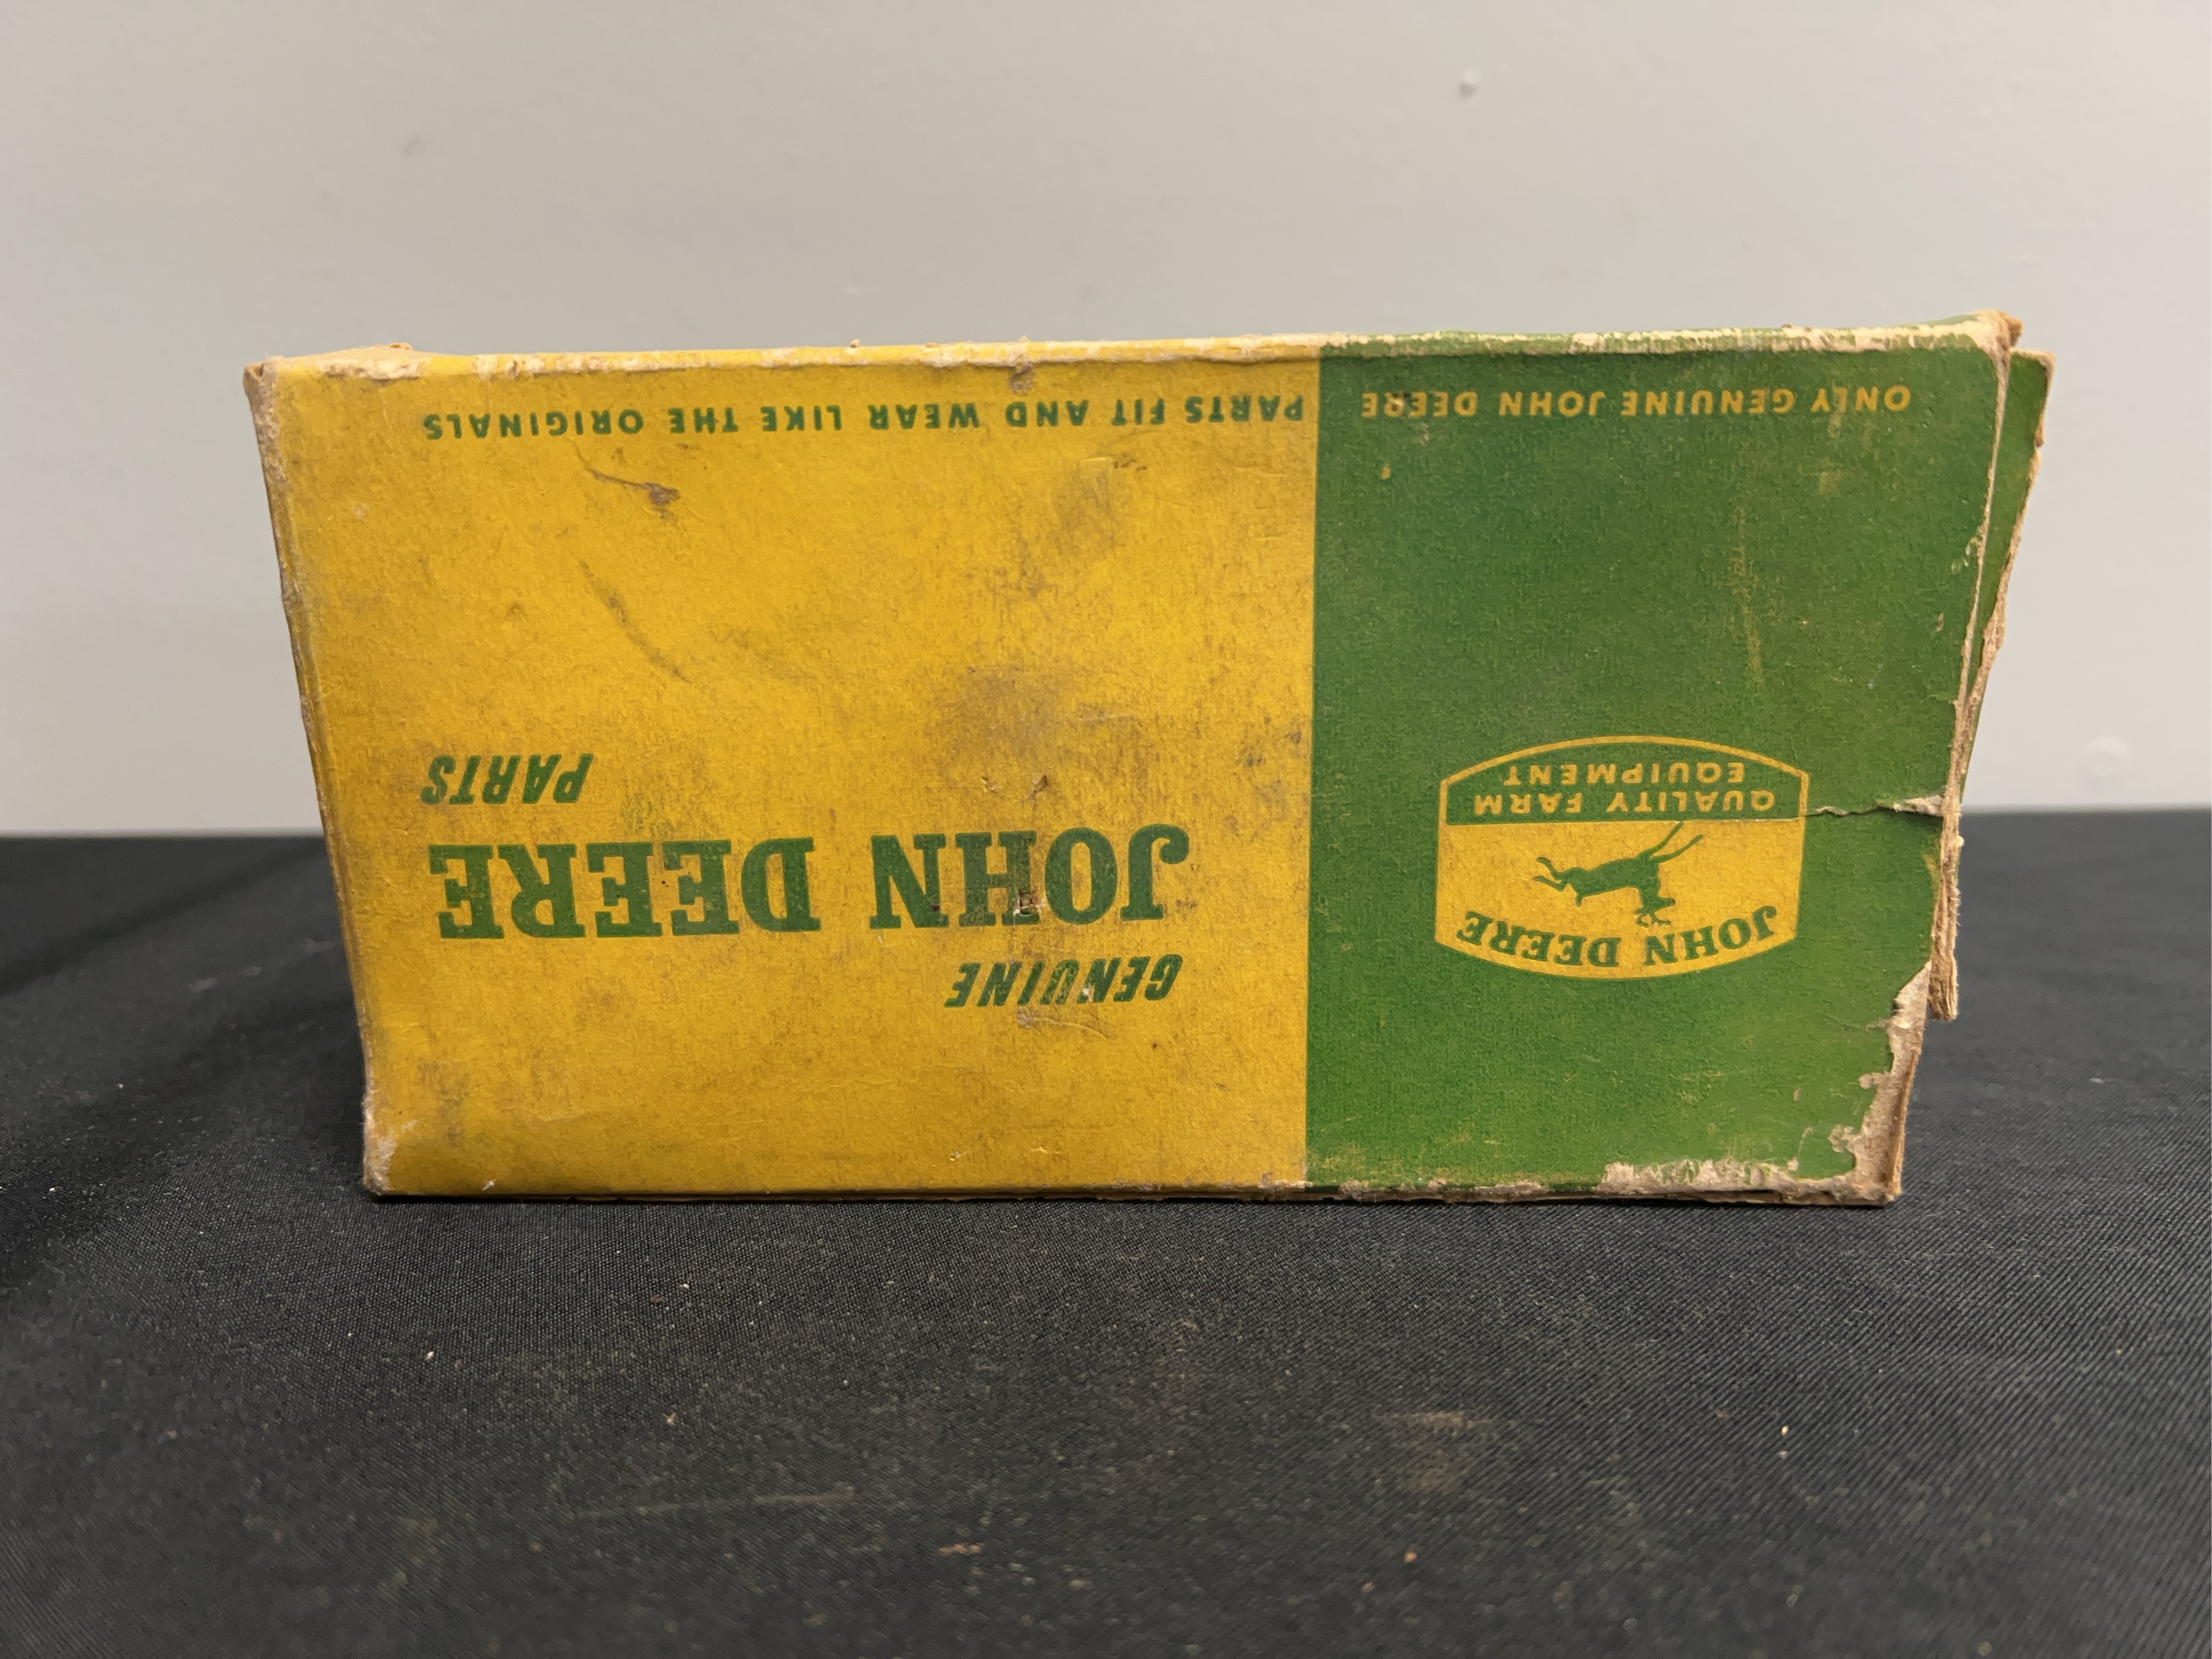 JOHN DEERE
QUALITY FARM
EQUIPMENT
GENUINE
JOHN DEERE
PARTS
ONLY GENUINE JOHN DEERE PARTS FIT AND WEAR LIKE THE ORIGINALS